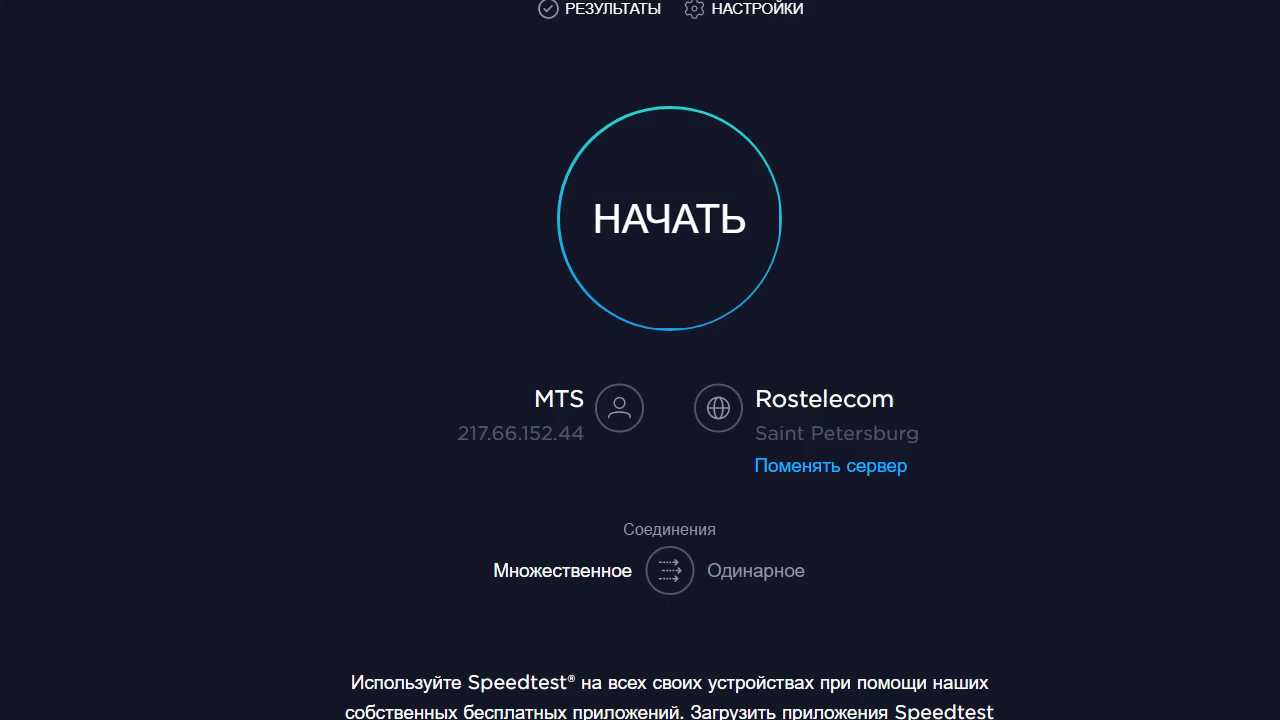 РЕЗУЛЬТАТЫ НАСТРОЙКИ
НАЧАТЬ
MTS
217.66.152.44
Rostelecom
Saint Petersburg
Поменять сервер
Соединения
Множественное Одинарное
Используйте Speedtest® на всех своих устройствах при помощи наших
собственных бесплатных приложений. Загрузить приложения Speedtest